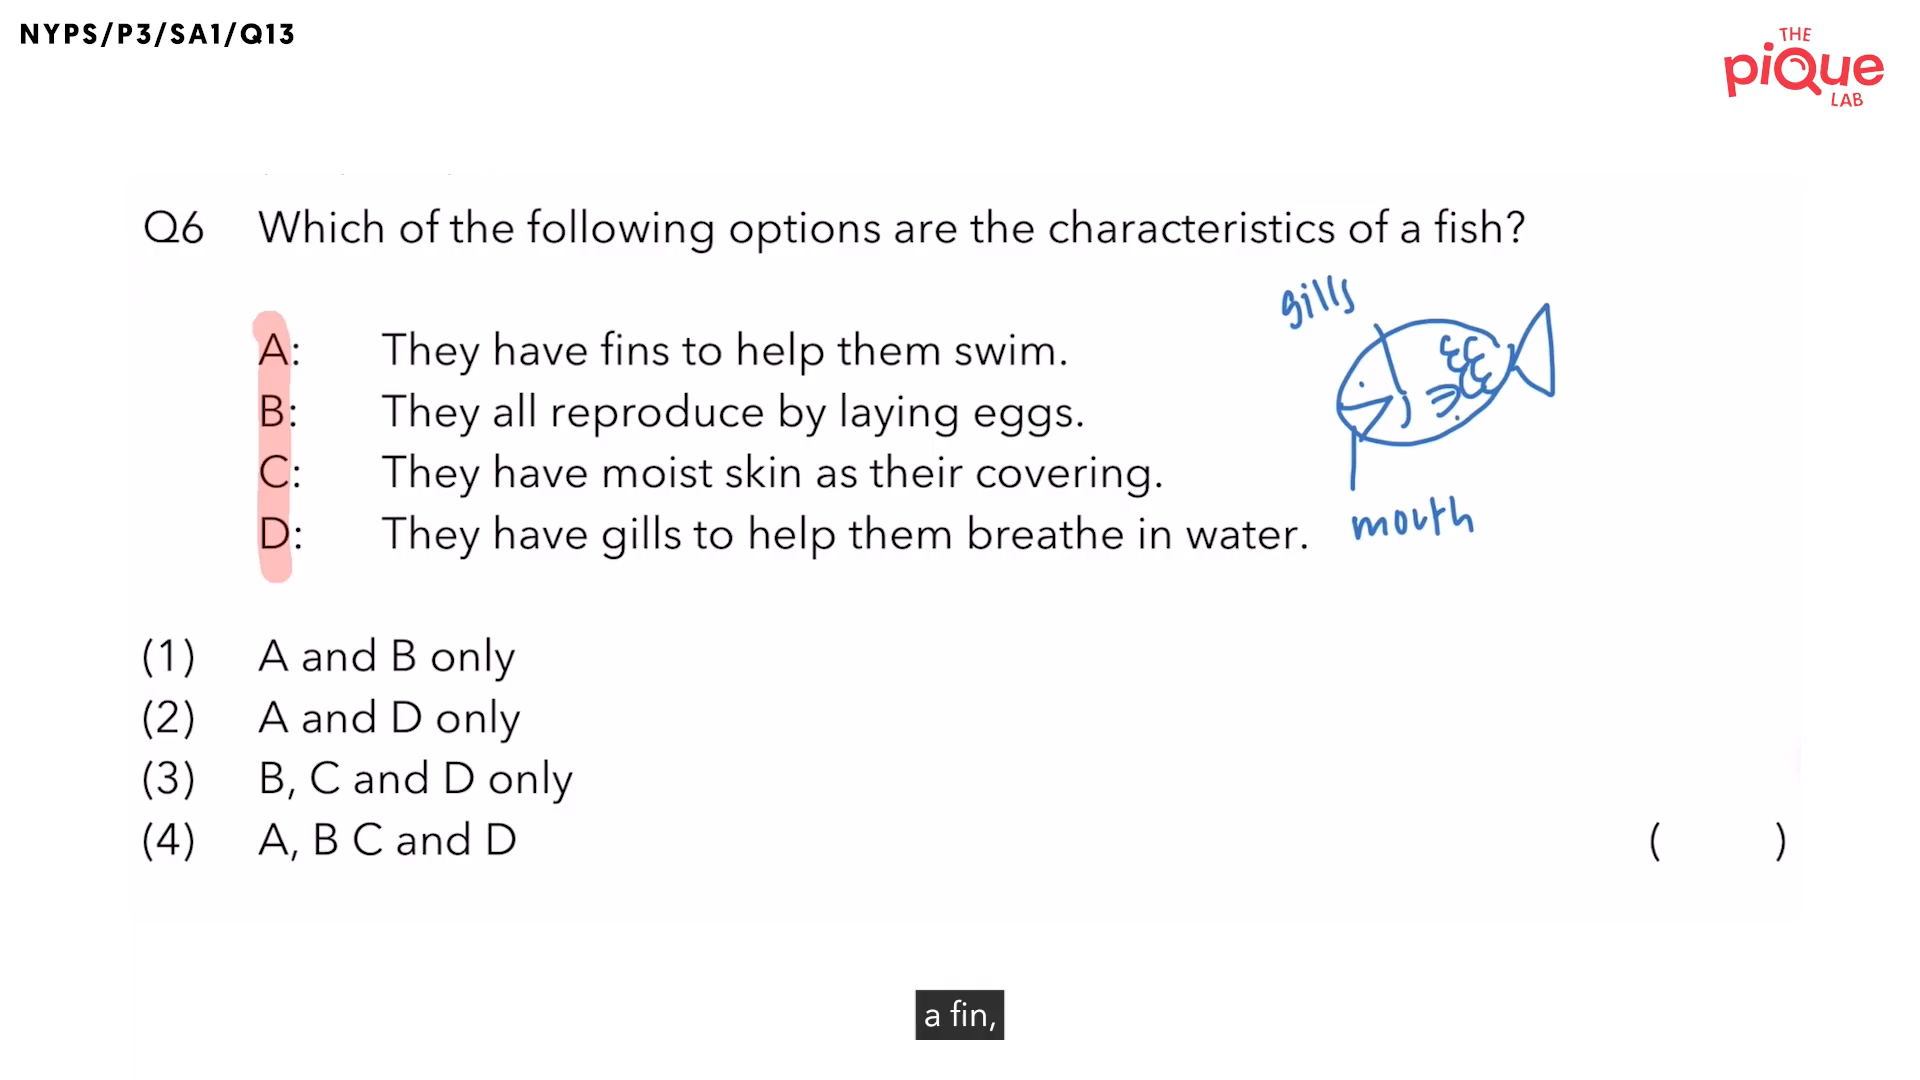 NYPS/P3/SA1/Q13
THE
piQue
LAB
Q6 Which of the following options are the characteristics of a fish?
gills
A: They have fins to help them swim.
B: They all reproduce by laying eggs.
C: They have moist skin as their covering.
D: They have gills to help them breathe in water.
mouth
(1) A and B only
(2) A and D only
(3) B, C and D only
(4) A, B C and D ( )
a fin,